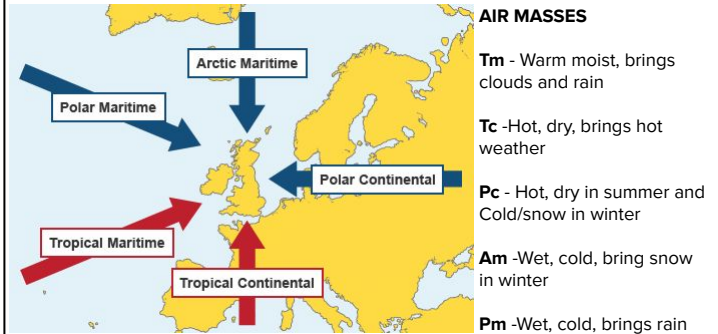 Arctic Maritime
Polar Maritime
Polar Continental
Tropical Maritime
Tropical Continental
AIR MASSES
Tm - Warm moist, brings
clouds and rain
Tc -Hot, dry, brings hot
weather
Pc - Hot, dry in summer and
Cold/snow in winter
Am -Wet, cold, bring snow
in winter
Pm -Wet, cold, brings rain